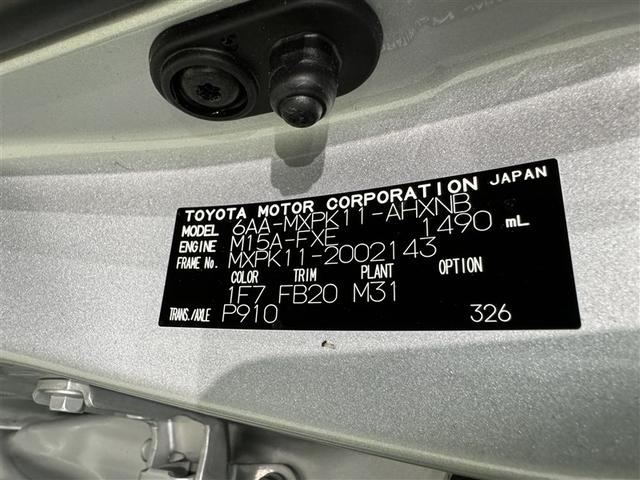 TOYOTA MOTOR CORPORATION JAPAN
MODEL 6AA-MXPK11-AHXNB
ENGINE M15A-FXE 1490 mL
FRAME No. MXPK11-2002143
COLOR TRIM PLANT OPTION
1F7 FB20 M31
TRANS./AXLE P910 326